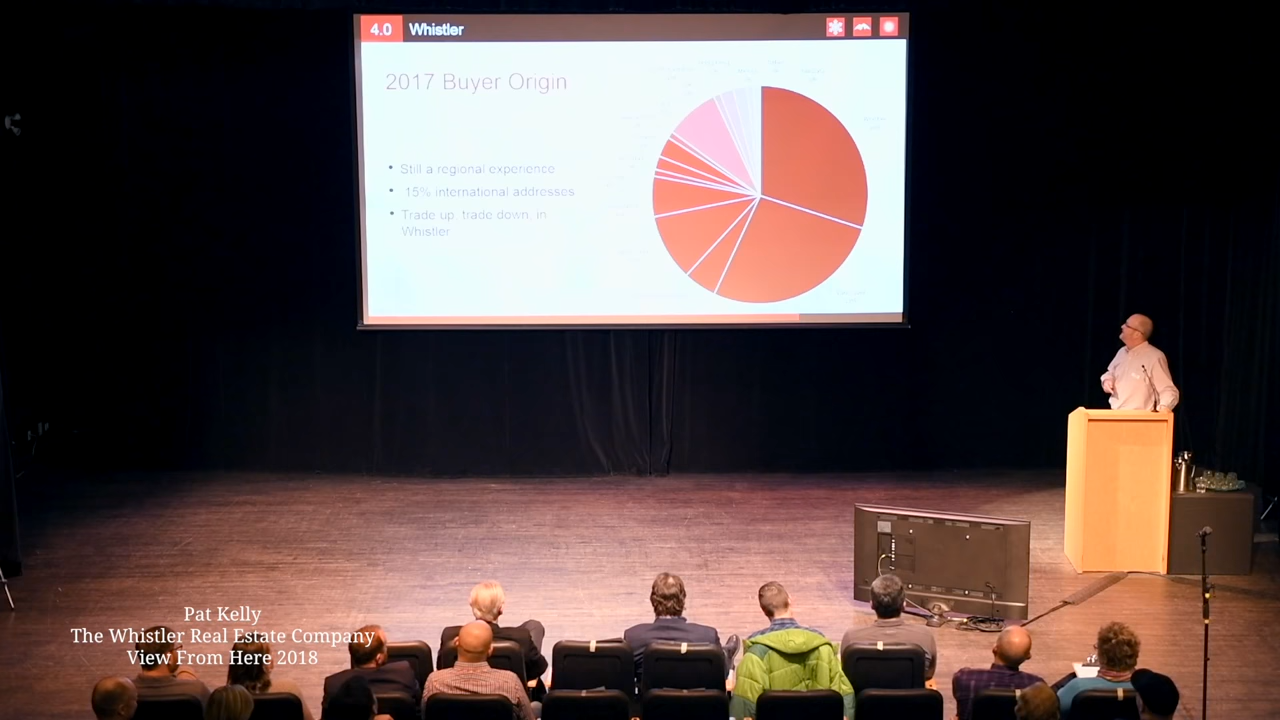 4.0 Whistler
2017 Buyer Origin
• Still a regional experience
• 15% international addresses
• Trade up, trade down, in
Whistler
Pat Kelly
The Whistler Real Estate Company
View From Here 2018